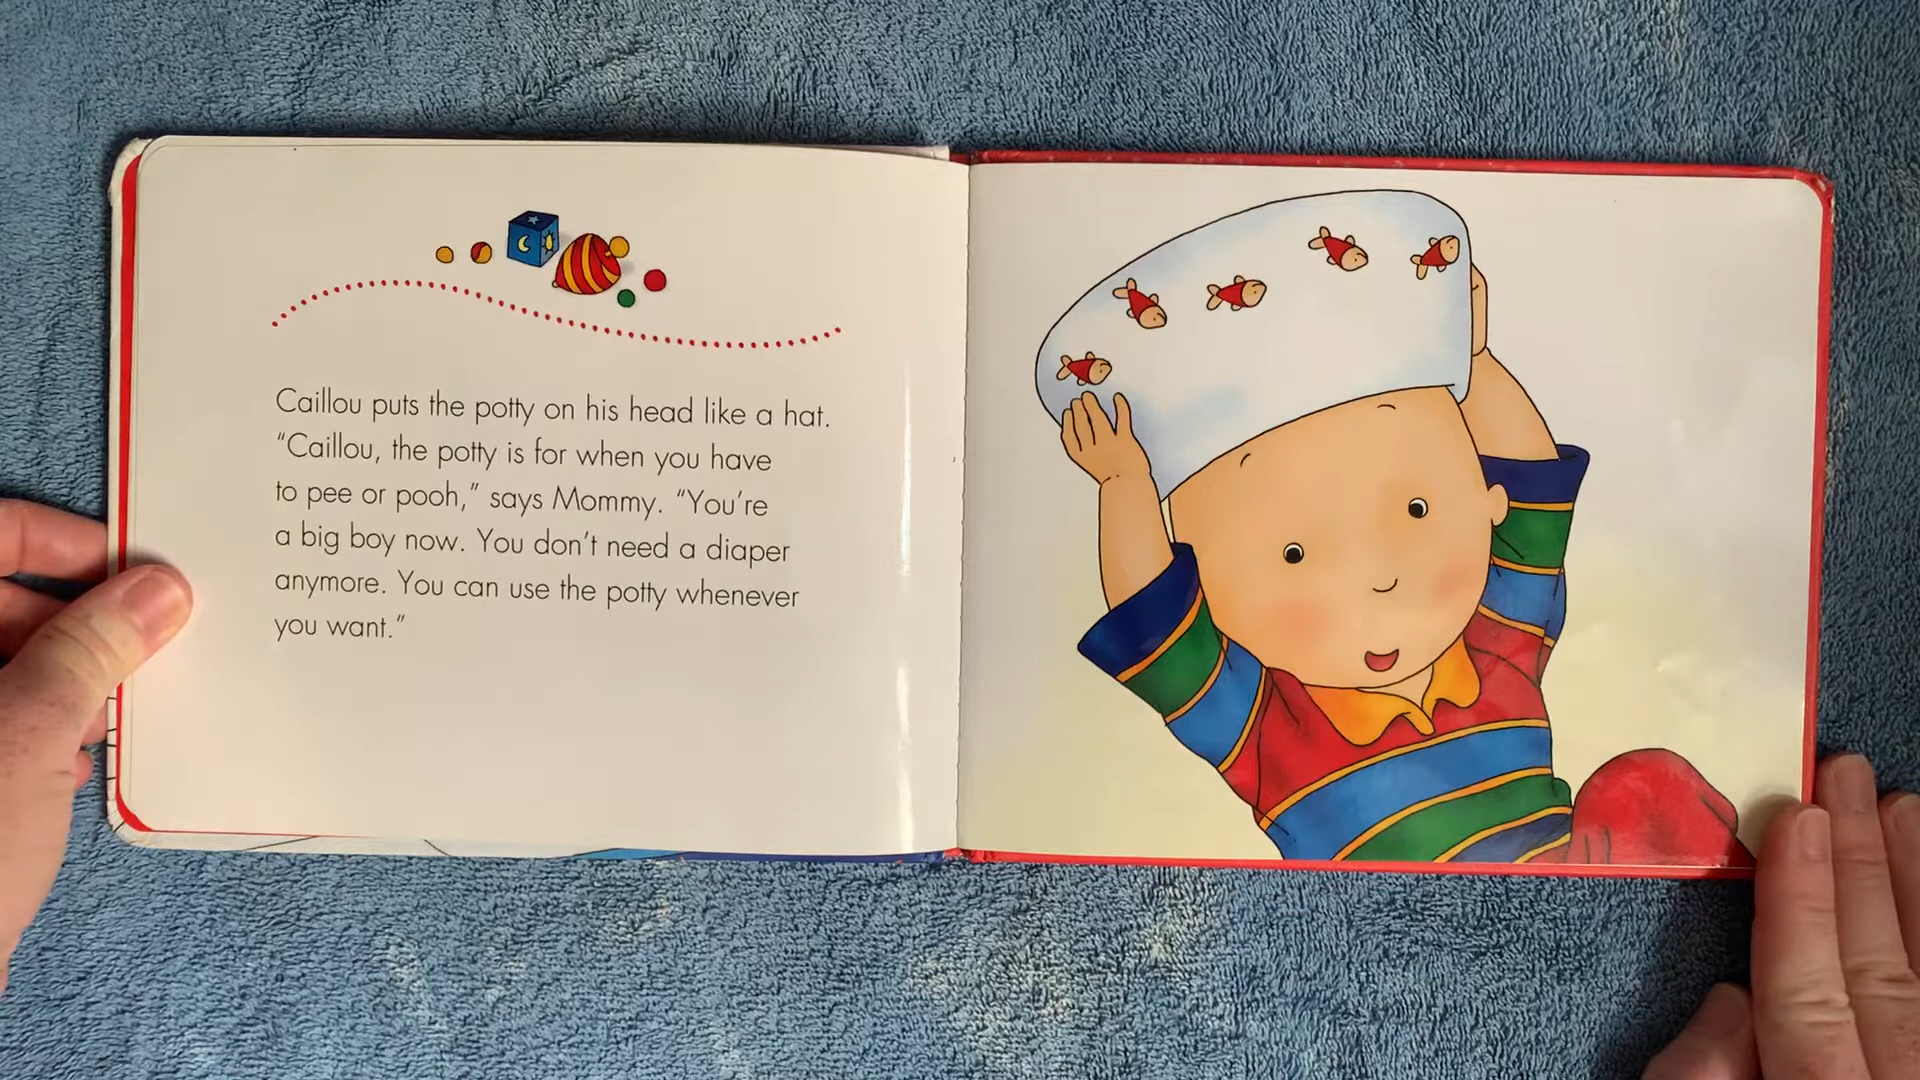 Caillou puts the potty on his head like a hat.
“Caillou, the potty is for when you have
to pee or pooh,” says Mommy. “You’re
a big boy now. You don’t need a diaper
anymore. You can use the potty whenever
you want.”